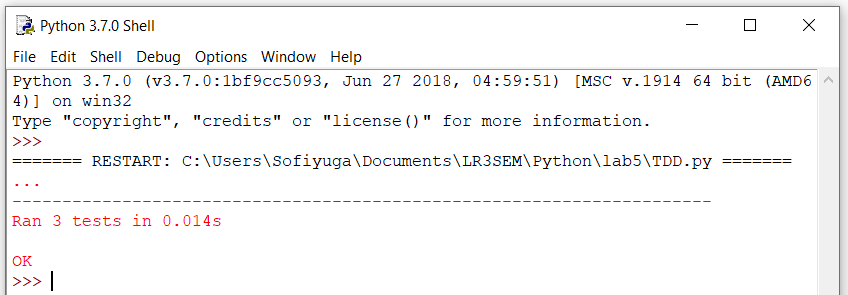 Python 3.7.0 Shell
File Edit Shell Debug Options Window Help
Python 3.7.0 (v3.7.0:1bf9cc5093, Jun 27 2018, 04:59:51) [MSC v.1914 64 bit (AMD6
4)] on win32
Type "copyright", "credits" or "license()" for more information.
>>>
======= RESTART: C:\Users\Sofiyuga\Documents\LR3SEM\Python\lab5\TDD.py =======
...
----------------------------------------------------------------------
Ran 3 tests in 0.014s
OK
>>>